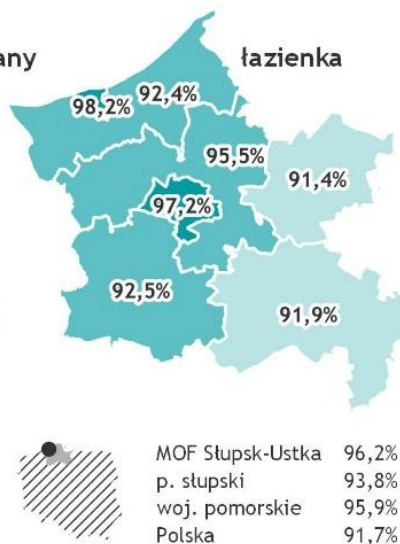 any
łazienka
98,2%
92,4%
95,5%
91,4%
97,2%
92,5%
91,9%
MOF Słupsk-Ustka 96,2%
p. słupski 93,8%
woj. pomorskie 95,9%
Polska 91,7%